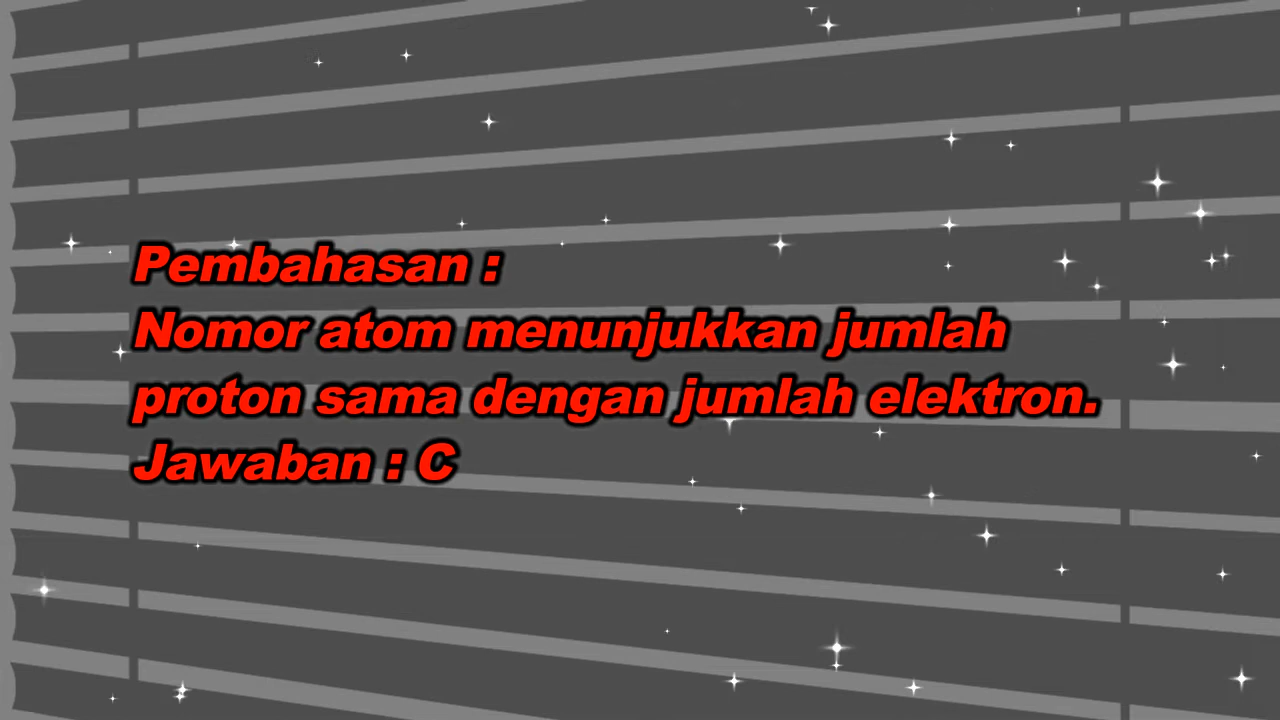 Pembahasan :
Nomor atom menunjukkan jumlah
proton sama dengan jumlah elektron.
Jawaban : C